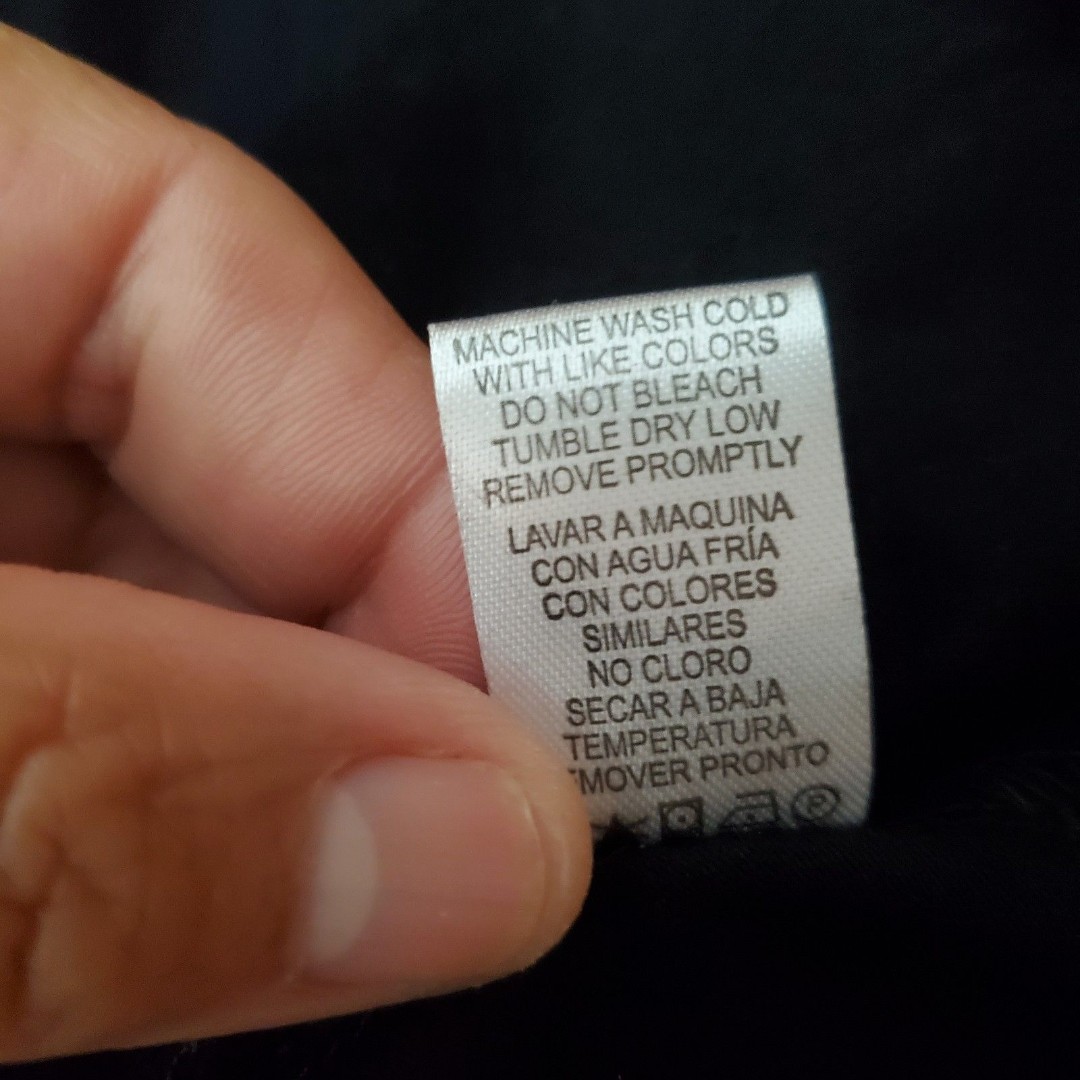 MACHINE WASH COLD
WITH LIKE COLORS
DO NOT BLEACH
TUMBLE DRY LOW
REMOVE PROMPTLY
LAVAR A MAQUINA
CON AGUA FRÍA
CON COLORES
SIMILARES
NO CLORO
SECAR A BAJA
TEMPERATURA
MOVER PRONTO
P